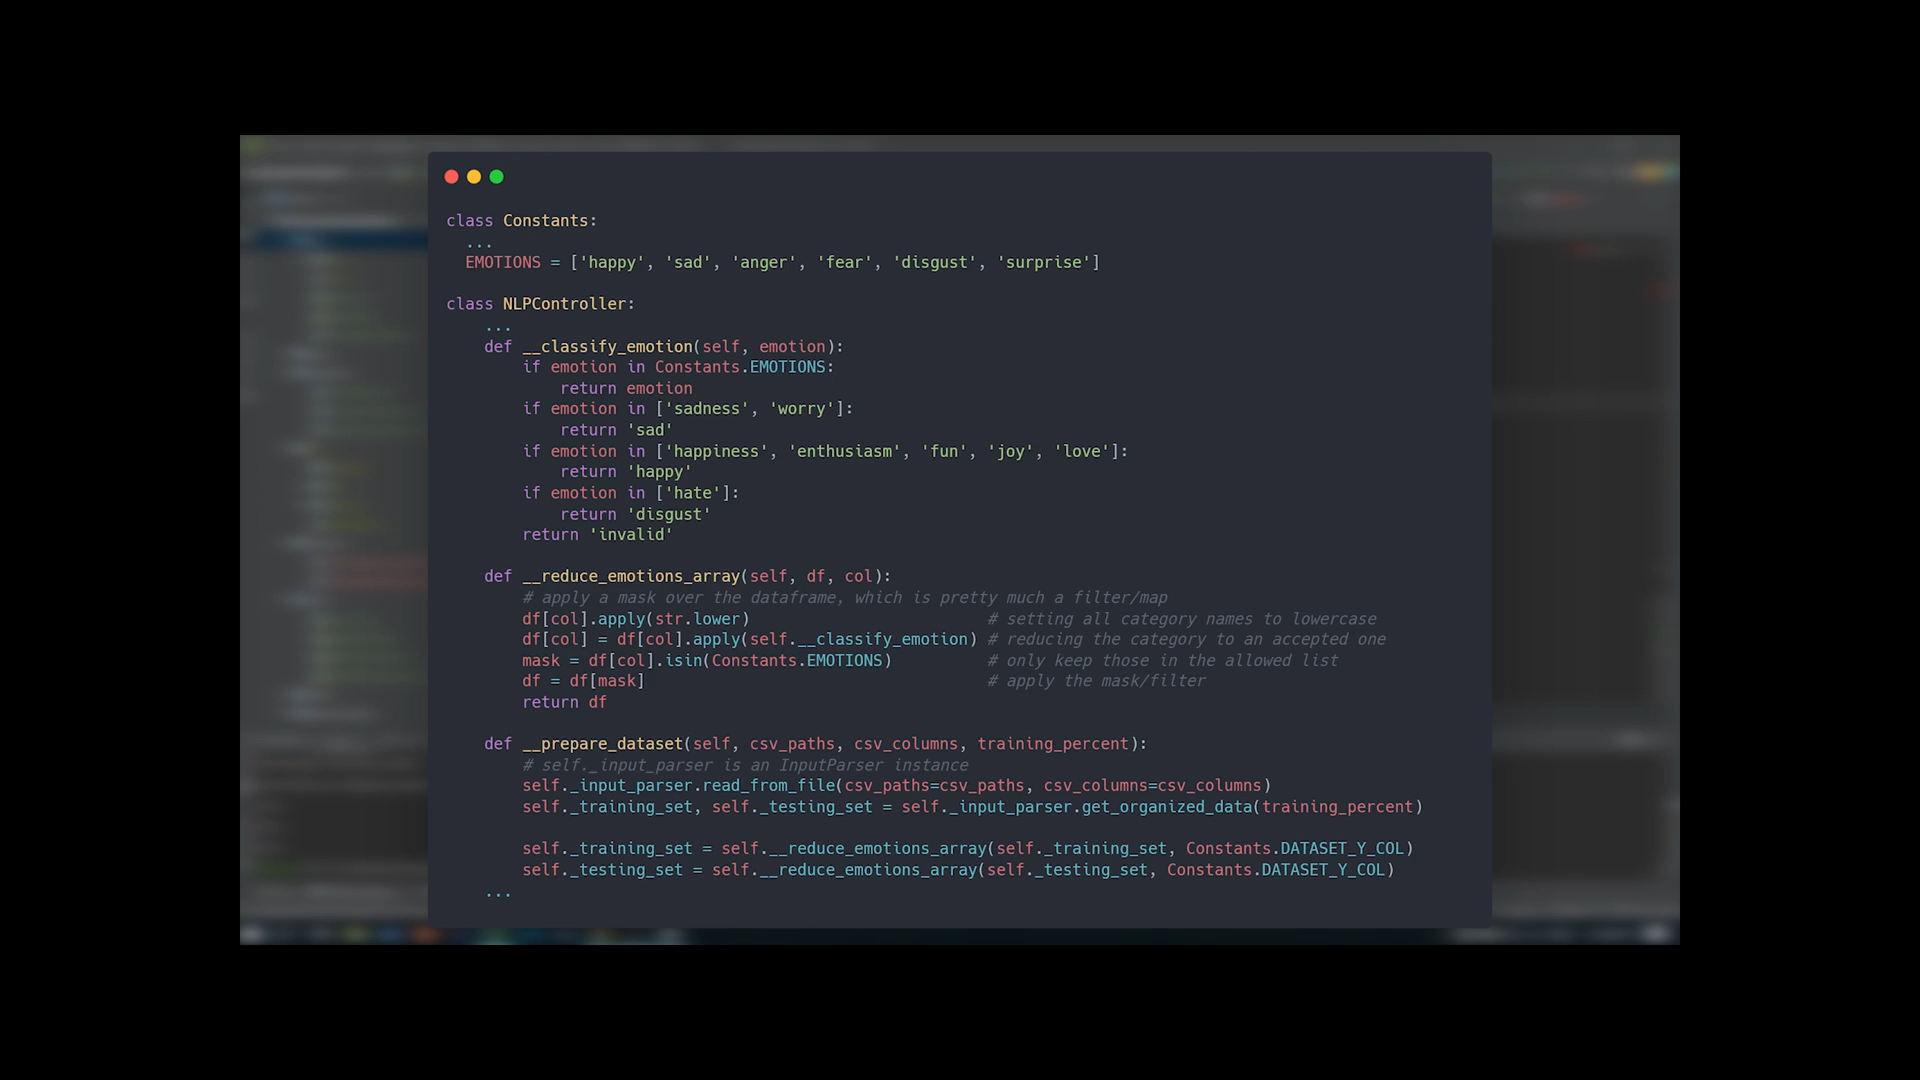 class Constants:
  ...
  EMOTIONS = ['happy', 'sad', 'anger', 'fear', 'disgust', 'surprise']
class NLPController:
    ...
    def __classify_emotion(self, emotion):
        if emotion in Constants.EMOTIONS:
            return emotion
        if emotion in ['sadness', 'worry']:
            return 'sad'
        if emotion in ['happiness', 'enthusiasm', 'fun', 'joy', 'love']:
            return 'happy'
        if emotion in ['hate']:
            return 'disgust'
        return 'invalid'
    def __reduce_emotions_array(self, df, col):
        # apply a mask over the dataframe, which is pretty much a filter/map
        df[col].apply(str.lower)                         # setting all category names to lowercase
        df[col] = df[col].apply(self.__classify_emotion) # reducing the category to an accepted one
        mask = df[col].isin(Constants.EMOTIONS)          # only keep those in the allowed list
        df = df[mask]                                    # apply the mask/filter
        return df
    def __prepare_dataset(self, csv_paths, csv_columns, training_percent):
        # self._input_parser is an InputParser instance
        self._input_parser.read_from_file(csv_paths=csv_paths, csv_columns=csv_columns)
        self._training_set, self._testing_set = self._input_parser.get_organized_data(training_percent)
        self._training_set = self.__reduce_emotions_array(self._training_set, Constants.DATASET_Y_COL)
        self._testing_set = self.__reduce_emotions_array(self._testing_set, Constants.DATASET_Y_COL)
    ...